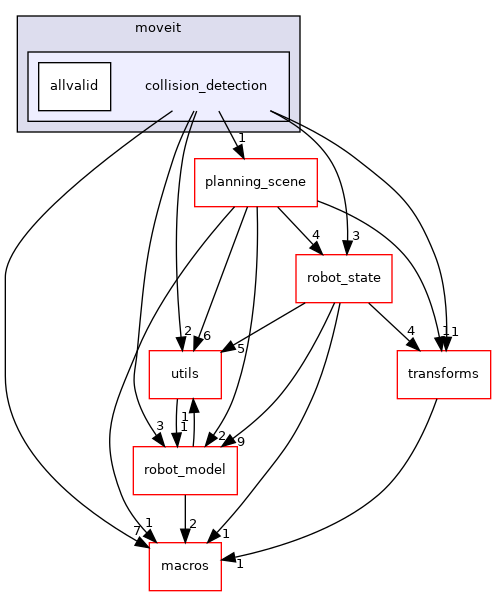 moveit
allvalid
collision_detection
1
planning_scene
4
3
robot_state
2
6
5
4
1
1
utils
transforms
3
1
1
2
9
robot_model
7
1
2
1
1
macros